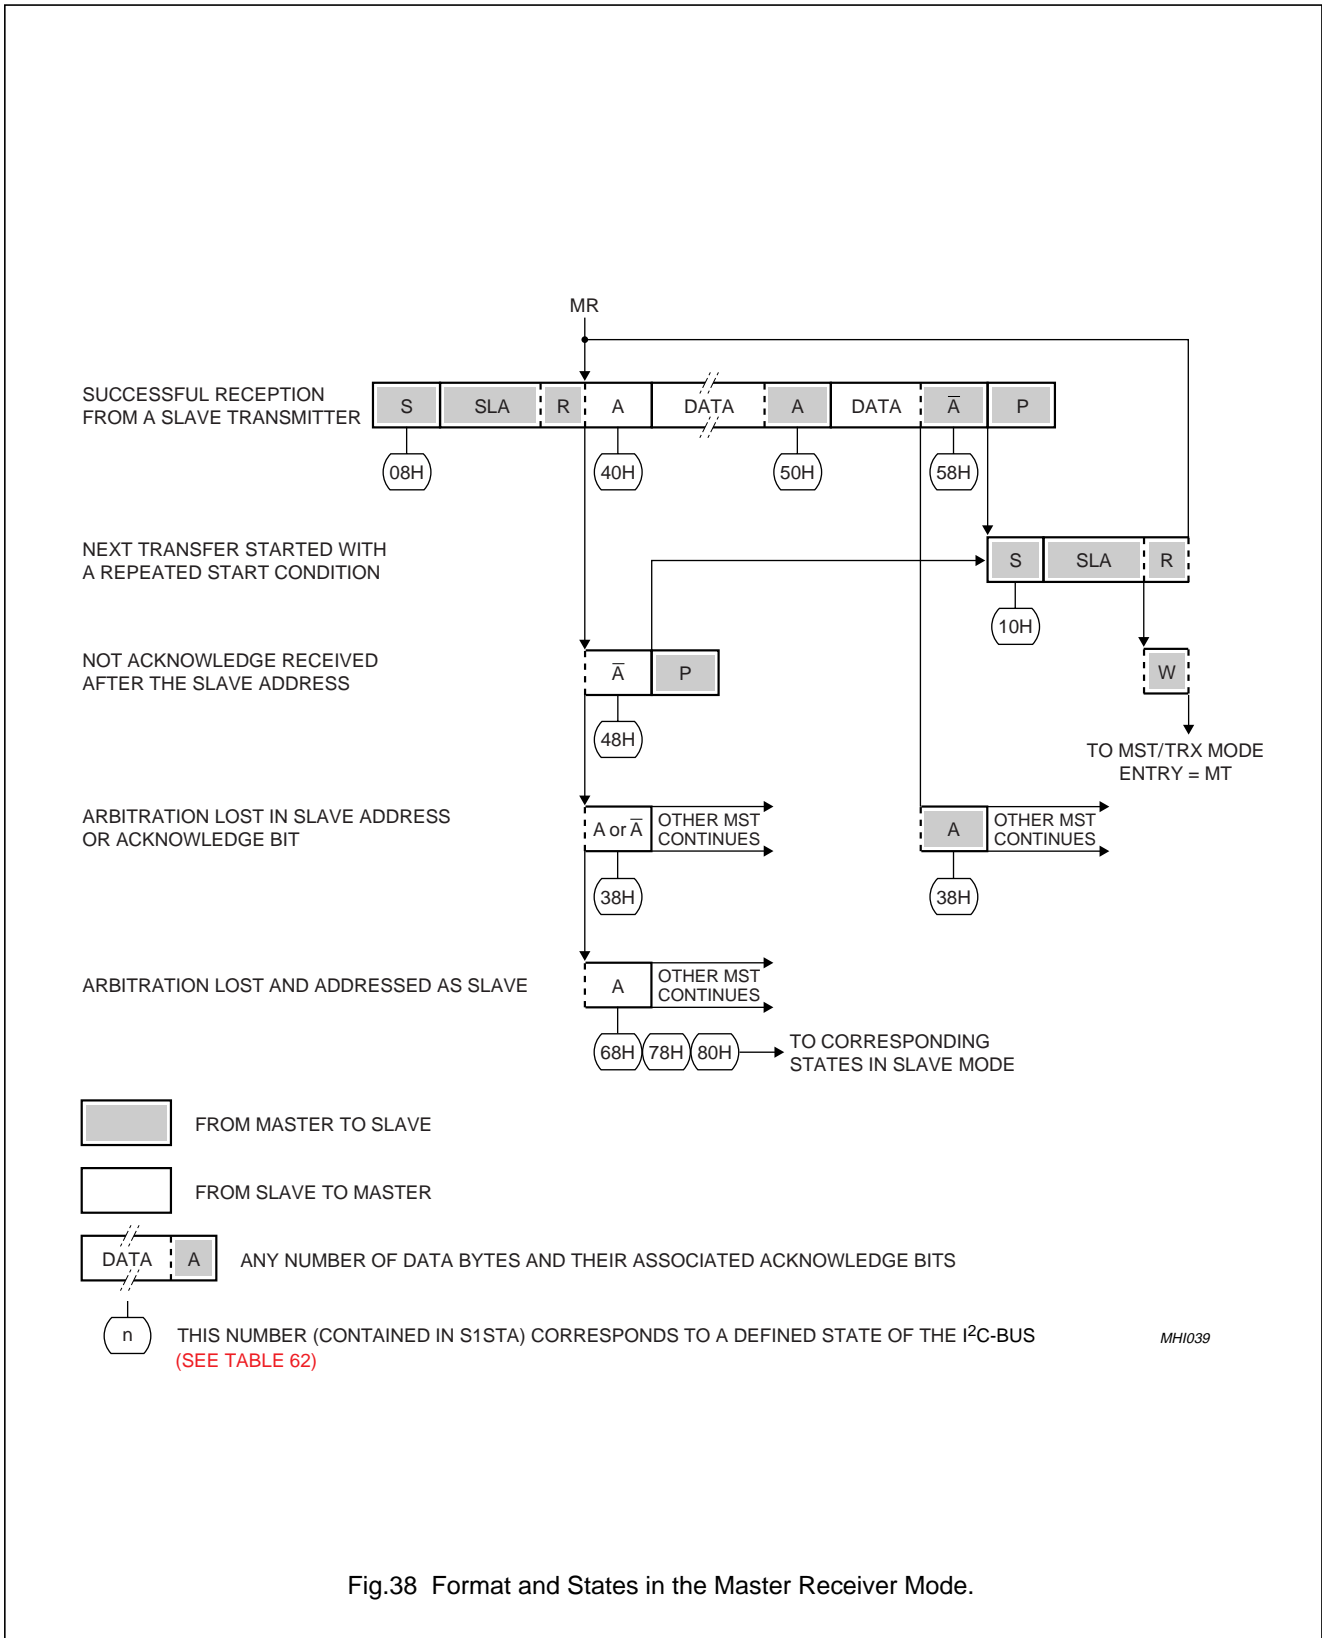 MR
SUCCESSFUL RECEPTION
FROM A SLAVE TRANSMITTER
S SLA R A DATA A DATA A̅ P
08H 40H 50H 58H
NEXT TRANSFER STARTED WITH
A REPEATED START CONDITION
S SLA R
10H
NOT ACKNOWLEDGE RECEIVED
AFTER THE SLAVE ADDRESS
A̅ P
W
48H
TO MST/TRX MODE
ENTRY = MT
ARBITRATION LOST IN SLAVE ADDRESS
OR ACKNOWLEDGE BIT
A or A̅
OTHER MST
CONTINUES
A
OTHER MST
CONTINUES
38H 38H
ARBITRATION LOST AND ADDRESSED AS SLAVE
A
OTHER MST
CONTINUES
68H 78H 80H
TO CORRESPONDING
STATES IN SLAVE MODE
FROM MASTER TO SLAVE
FROM SLAVE TO MASTER
DATA A ANY NUMBER OF DATA BYTES AND THEIR ASSOCIATED ACKNOWLEDGE BITS
n THIS NUMBER (CONTAINED IN S1STA) CORRESPONDS TO A DEFINED STATE OF THE I²C-BUS
(SEE TABLE 62)
MHI039
Fig.38 Format and States in the Master Receiver Mode.